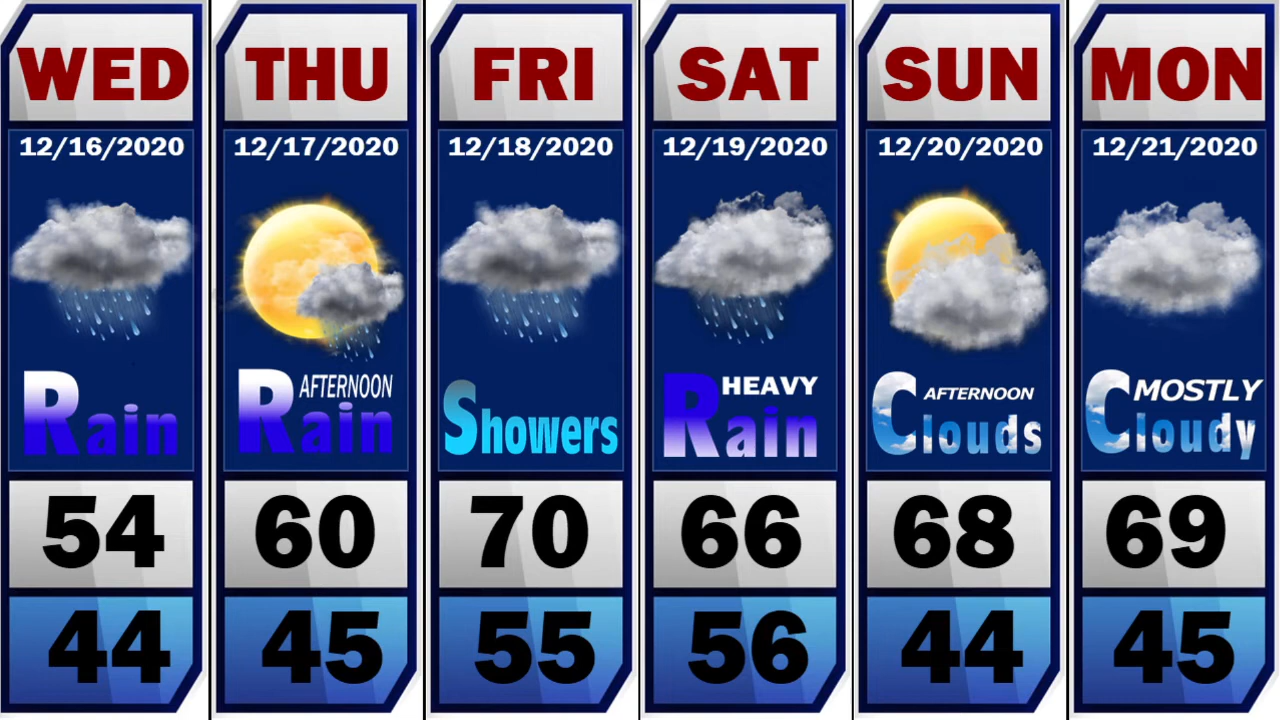 WED
12/16/2020
Rain
54
44
THU
12/17/2020
AFTERNOON
Rain
60
45
FRI
12/18/2020
Showers
70
55
SAT
12/19/2020
HEAVY
Rain
66
56
SUN
12/20/2020
AFTERNOON
Clouds
68
44
MON
12/21/2020
MOSTLY
Cloudy
69
45